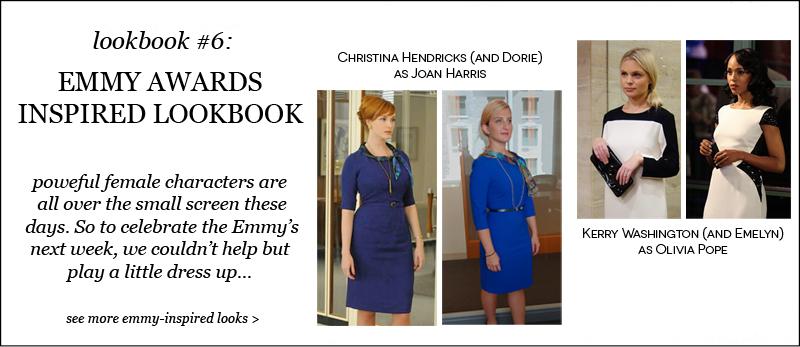 lookbook #6:
EMMY AWARDS
INSPIRED LOOKBOOK
poweful female characters are
all over the small screen these
days. So to celebrate the Emmy's
next week, we couldn't help but
play a little dress up...
see more emmy-inspired looks >
Christina Hendricks (and Dorie)
as Joan Harris
Kerry Washington (and Emelyn)
as Olivia Pope